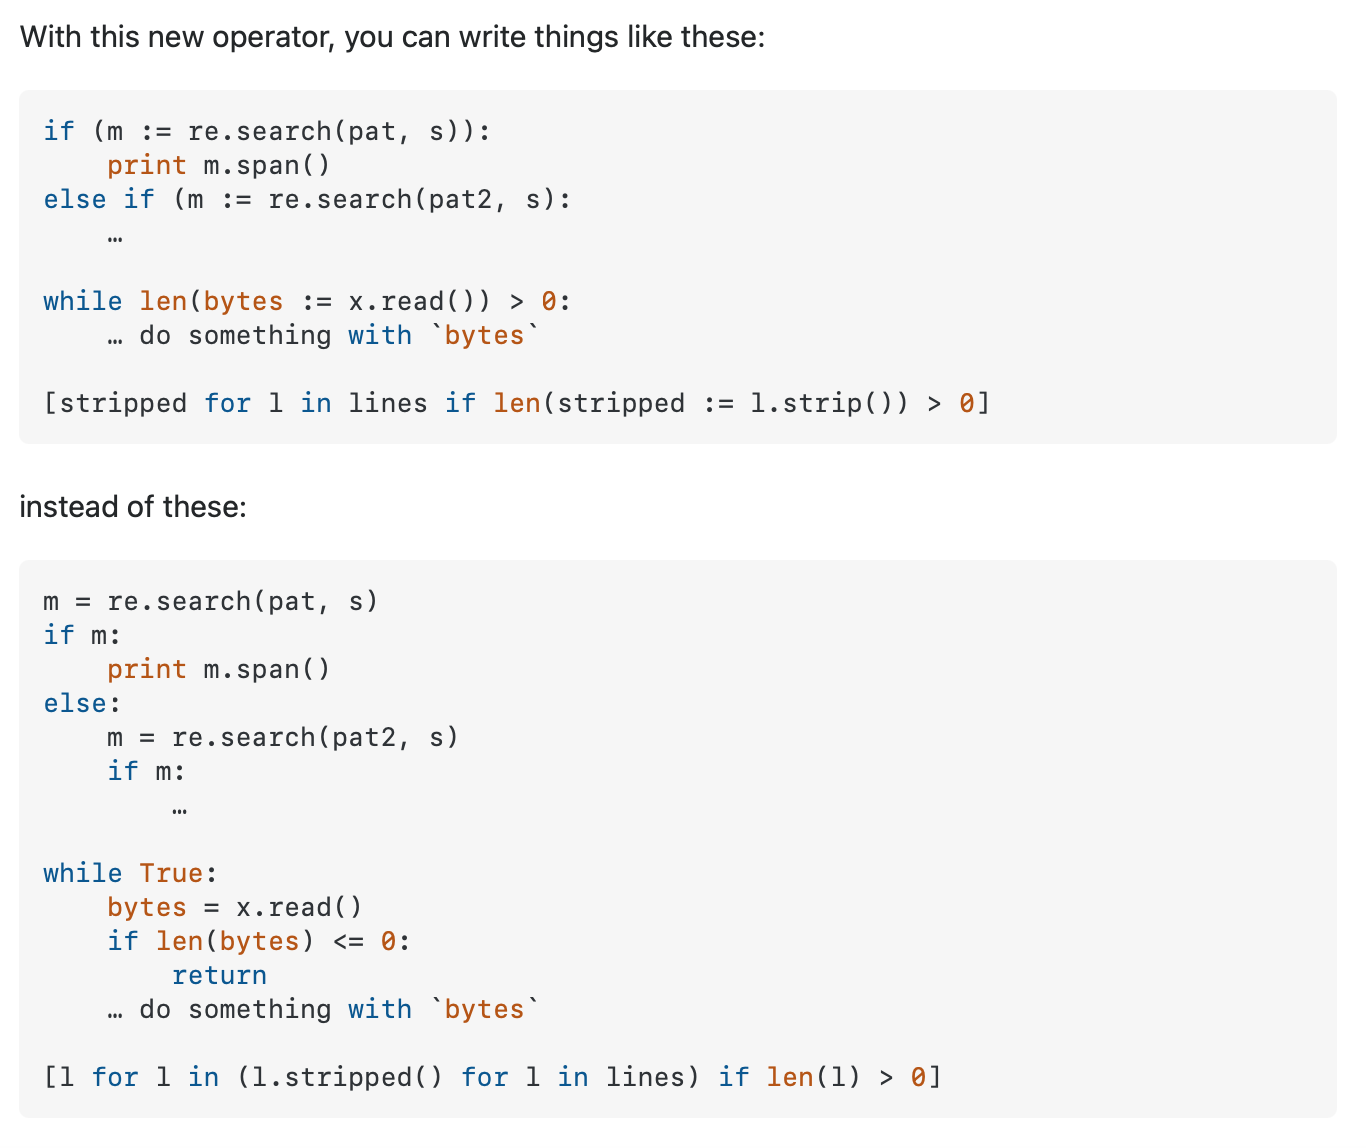 With this new operator, you can write things like these:
if (m := re.search(pat, s)):
    print m.span()
else if (m := re.search(pat2, s):
    …
while len(bytes := x.read()) > 0:
    … do something with `bytes`
[stripped for l in lines if len(stripped := l.strip()) > 0]
instead of these:
m = re.search(pat, s)
if m:
    print m.span()
else:
    m = re.search(pat2, s)
    if m:
        …
while True:
    bytes = x.read()
    if len(bytes) <= 0:
        return
    … do something with `bytes`
[l for l in (l.stripped() for l in lines) if len(l) > 0]